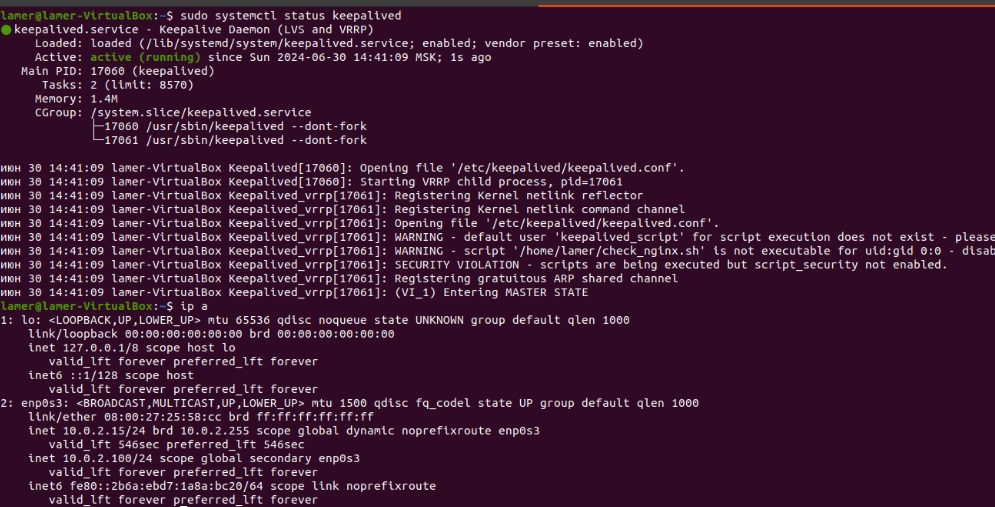 lamer@lamer-VirtualBox:~$ sudo systemctl status keepalived
keepalived.service - Keepalive Daemon (LVS and VRRP)
Loaded: loaded (/lib/systemd/system/keepalived.service; enabled; vendor preset: enabled)
Active: active (running) since Sun 2024-06-30 14:41:09 MSK; 1s ago
Main PID: 17060 (keepalived)
Tasks: 2 (limit: 8570)
Memory: 1.4M
CGroup: /system.slice/keepalived.service
├─17060 /usr/sbin/keepalived --dont-fork
└─17061 /usr/sbin/keepalived --dont-fork
июн 30 14:41:09 lamer-VirtualBox Keepalived[17060]: Opening file '/etc/keepalived/keepalived.conf'.
июн 30 14:41:09 lamer-VirtualBox Keepalived[17060]: Starting VRRP child process, pid=17061
июн 30 14:41:09 lamer-VirtualBox Keepalived_vrrp[17061]: Registering Kernel netlink reflector
июн 30 14:41:09 lamer-VirtualBox Keepalived_vrrp[17061]: Registering Kernel netlink command channel
июн 30 14:41:09 lamer-VirtualBox Keepalived_vrrp[17061]: Opening file '/etc/keepalived/keepalived.conf'.
июн 30 14:41:09 lamer-VirtualBox Keepalived_vrrp[17061]: WARNING - default user 'keepalived_script' for script execution does not exist - please
июн 30 14:41:09 lamer-VirtualBox Keepalived_vrrp[17061]: WARNING - script '/home/lamer/check_nginx.sh' is not executable for uid:gid 0:0 - disab
июн 30 14:41:09 lamer-VirtualBox Keepalived_vrrp[17061]: SECURITY VIOLATION - scripts are being executed but script_security not enabled.
июн 30 14:41:09 lamer-VirtualBox Keepalived_vrrp[17061]: Registering gratuitous ARP shared channel
июн 30 14:41:09 lamer-VirtualBox Keepalived_vrrp[17061]: (VI_1) Entering MASTER STATE
lamer@lamer-VirtualBox:~$ ip a
1: lo: <LOOPBACK,UP,LOWER_UP> mtu 65536 qdisc noqueue state UNKNOWN group default qlen 1000
link/loopback 00:00:00:00:00:00 brd 00:00:00:00:00:00
inet 127.0.0.1/8 scope host lo
valid_lft forever preferred_lft forever
inet6 ::1/128 scope host
valid_lft forever preferred_lft forever
2: enp0s3: <BROADCAST,MULTICAST,UP,LOWER_UP> mtu 1500 qdisc fq_codel state UP group default qlen 1000
link/ether 08:00:27:25:58:cc brd ff:ff:ff:ff:ff:ff
inet 10.0.2.15/24 brd 10.0.2.255 scope global dynamic noprefixroute enp0s3
valid_lft 546sec preferred_lft 546sec
inet 10.0.2.100/24 scope global secondary enp0s3
valid_lft forever preferred_lft forever
inet6 fe80::2b6a:ebd7:1a8a:bc20/64 scope link noprefixroute
valid_lft forever preferred_lft forever